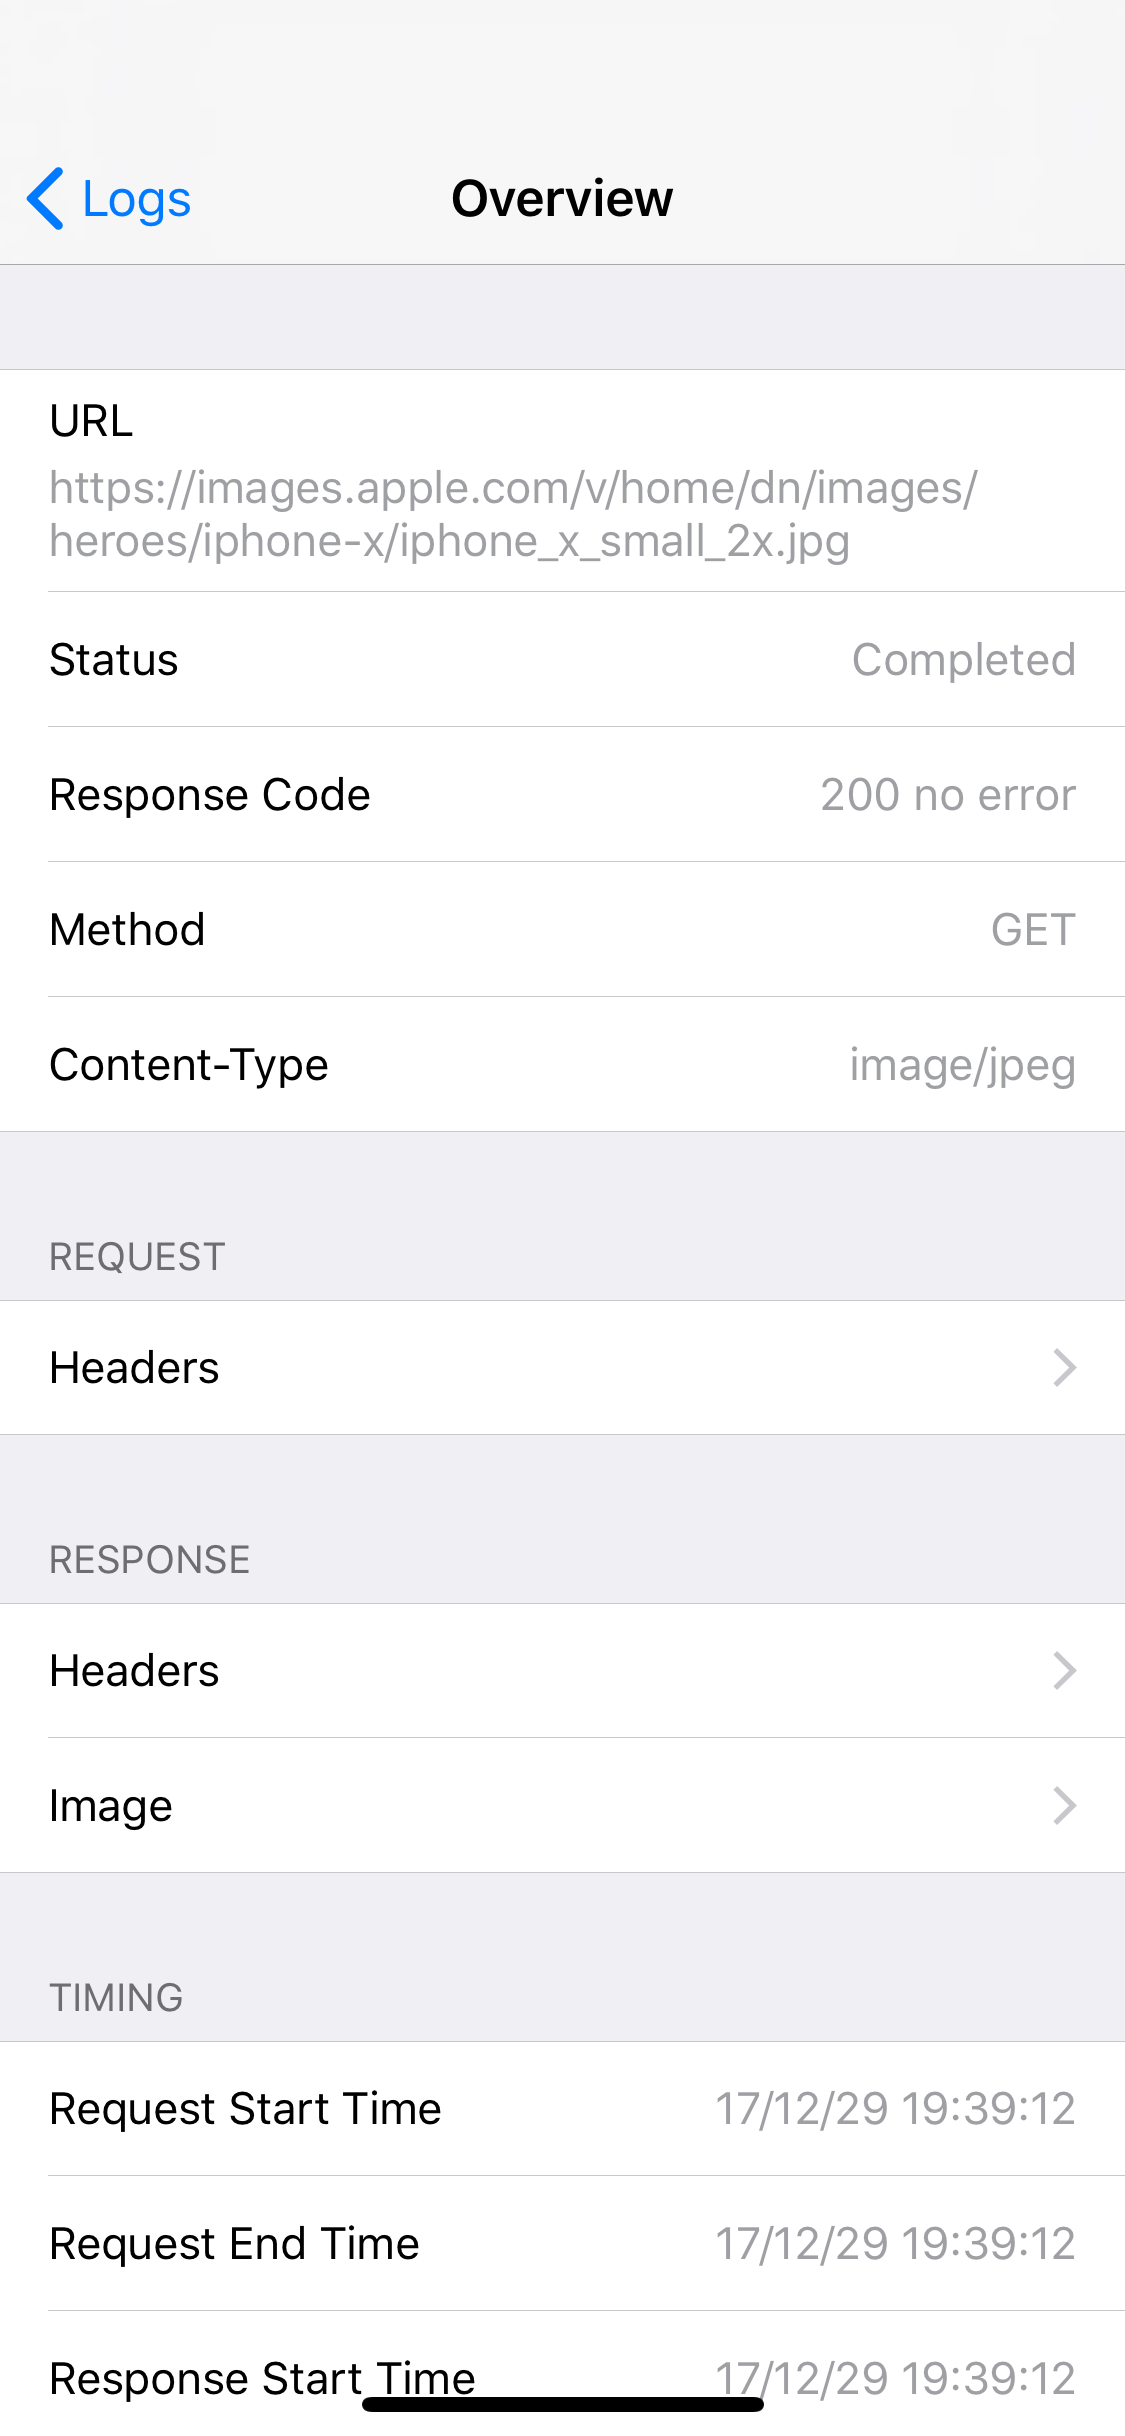 Logs
Overview
URL
https://images.apple.com/v/home/dn/images/
heroes/iphone-x/iphone_x_small_2x.jpg
Status Completed
Response Code 200 no error
Method GET
Content-Type image/jpeg
REQUEST
Headers
RESPONSE
Headers
Image
TIMING
Request Start Time 17/12/29 19:39:12
Request End Time 17/12/29 19:39:12
Response Start Time 17/12/29 19:39:12